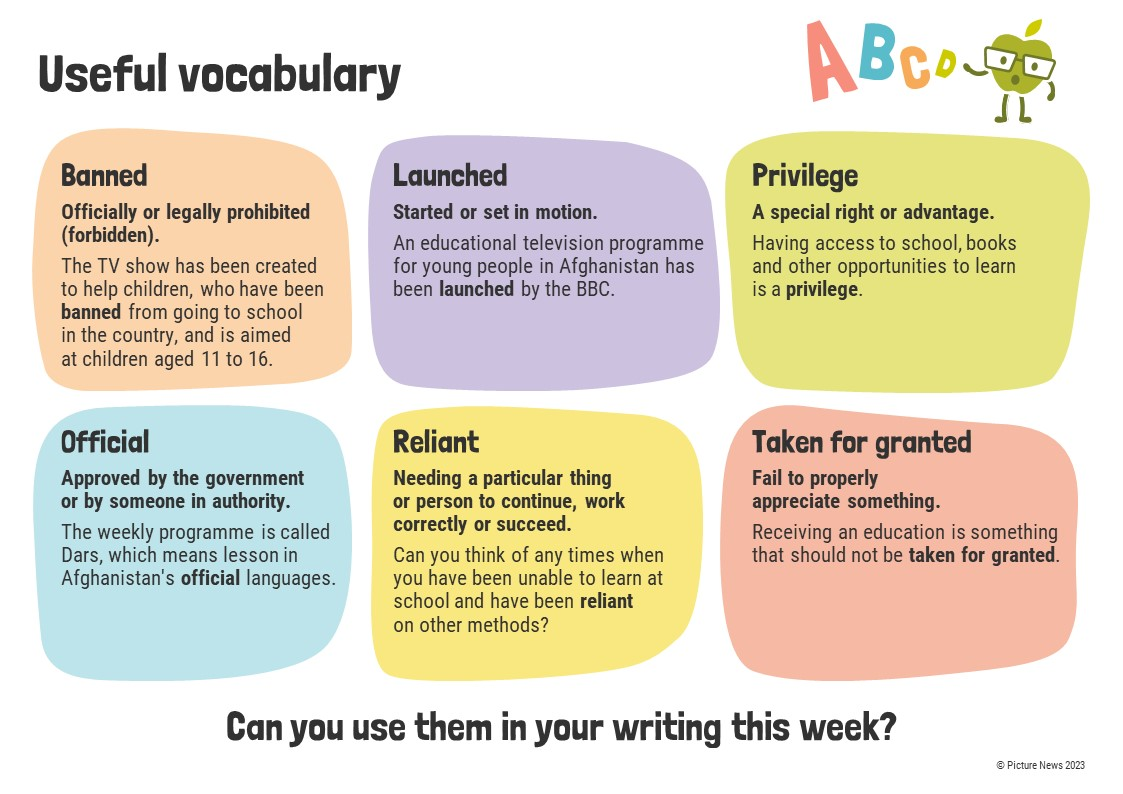 Useful vocabulary
A B C D
Banned
Officially or legally prohibited
(forbidden).
The TV show has been created
to help children, who have been
banned from going to school
in the country, and is aimed
at children aged 11 to 16.
Launched
Started or set in motion.
An educational television programme
for young people in Afghanistan has
been launched by the BBC.
Privilege
A special right or advantage.
Having access to school, books
and other opportunities to learn
is a privilege.
Official
Approved by the government
or by someone in authority.
The weekly programme is called
Dars, which means lesson in
Afghanistan's official languages.
Reliant
Needing a particular thing
or person to continue, work
correctly or succeed.
Can you think of any times when
you have been unable to learn at
school and have been reliant
on other methods?
Taken for granted
Fail to properly
appreciate something.
Receiving an education is something
that should not be taken for granted.
Can you use them in your writing this week?
© Picture News 2023